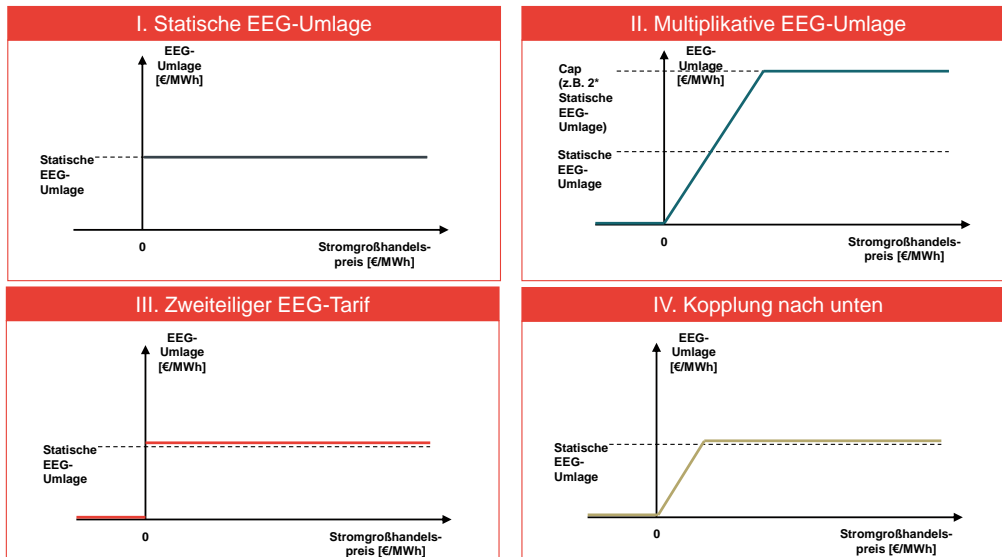 I. Statische EEG-Umlage
EEG-
Umlage
[€/MWh]
Statische
EEG-
Umlage
0
Stromgroßhandels-
preis [€/MWh]
II. Multiplikative EEG-Umlage
EEG-
Umlage
[€/MWh]
Cap
(z.B. 2*
Statische
EEG-
Umlage)
Statische
EEG-
Umlage
0
Stromgroßhandels-
preis [€/MWh]
III. Zweiteiliger EEG-Tarif
EEG-
Umlage
[€/MWh]
Statische
EEG-
Umlage
0
Stromgroßhandels-
preis [€/MWh]
IV. Kopplung nach unten
EEG-
Umlage
[€/MWh]
Statische
EEG-
Umlage
0
Stromgroßhandels-
preis [€/MWh]